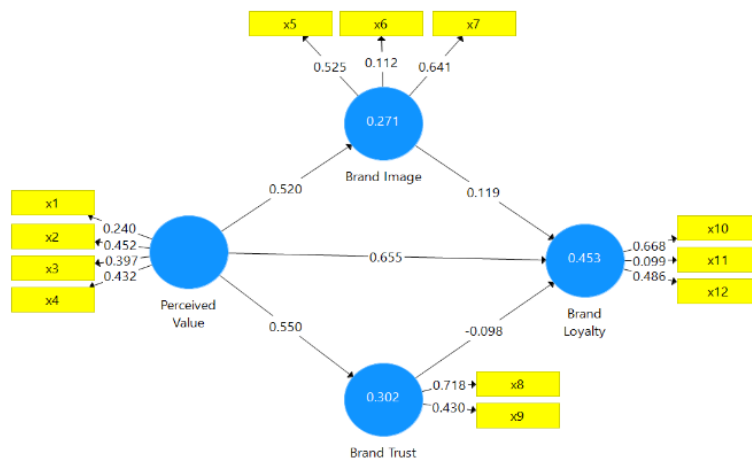 x5 x6 x7
0.525 0.112 0.641
0.271
Brand Image
0.520 0.119
x1
x2
x3
x4
0.240
0.452
0.397
0.432
Perceived
Value
0.655
0.453
Brand
Loyalty
x10
x11
x12
0.668
0.099
0.486
0.550 -0.098
0.302
Brand Trust
0.718 x8
0.430 x9